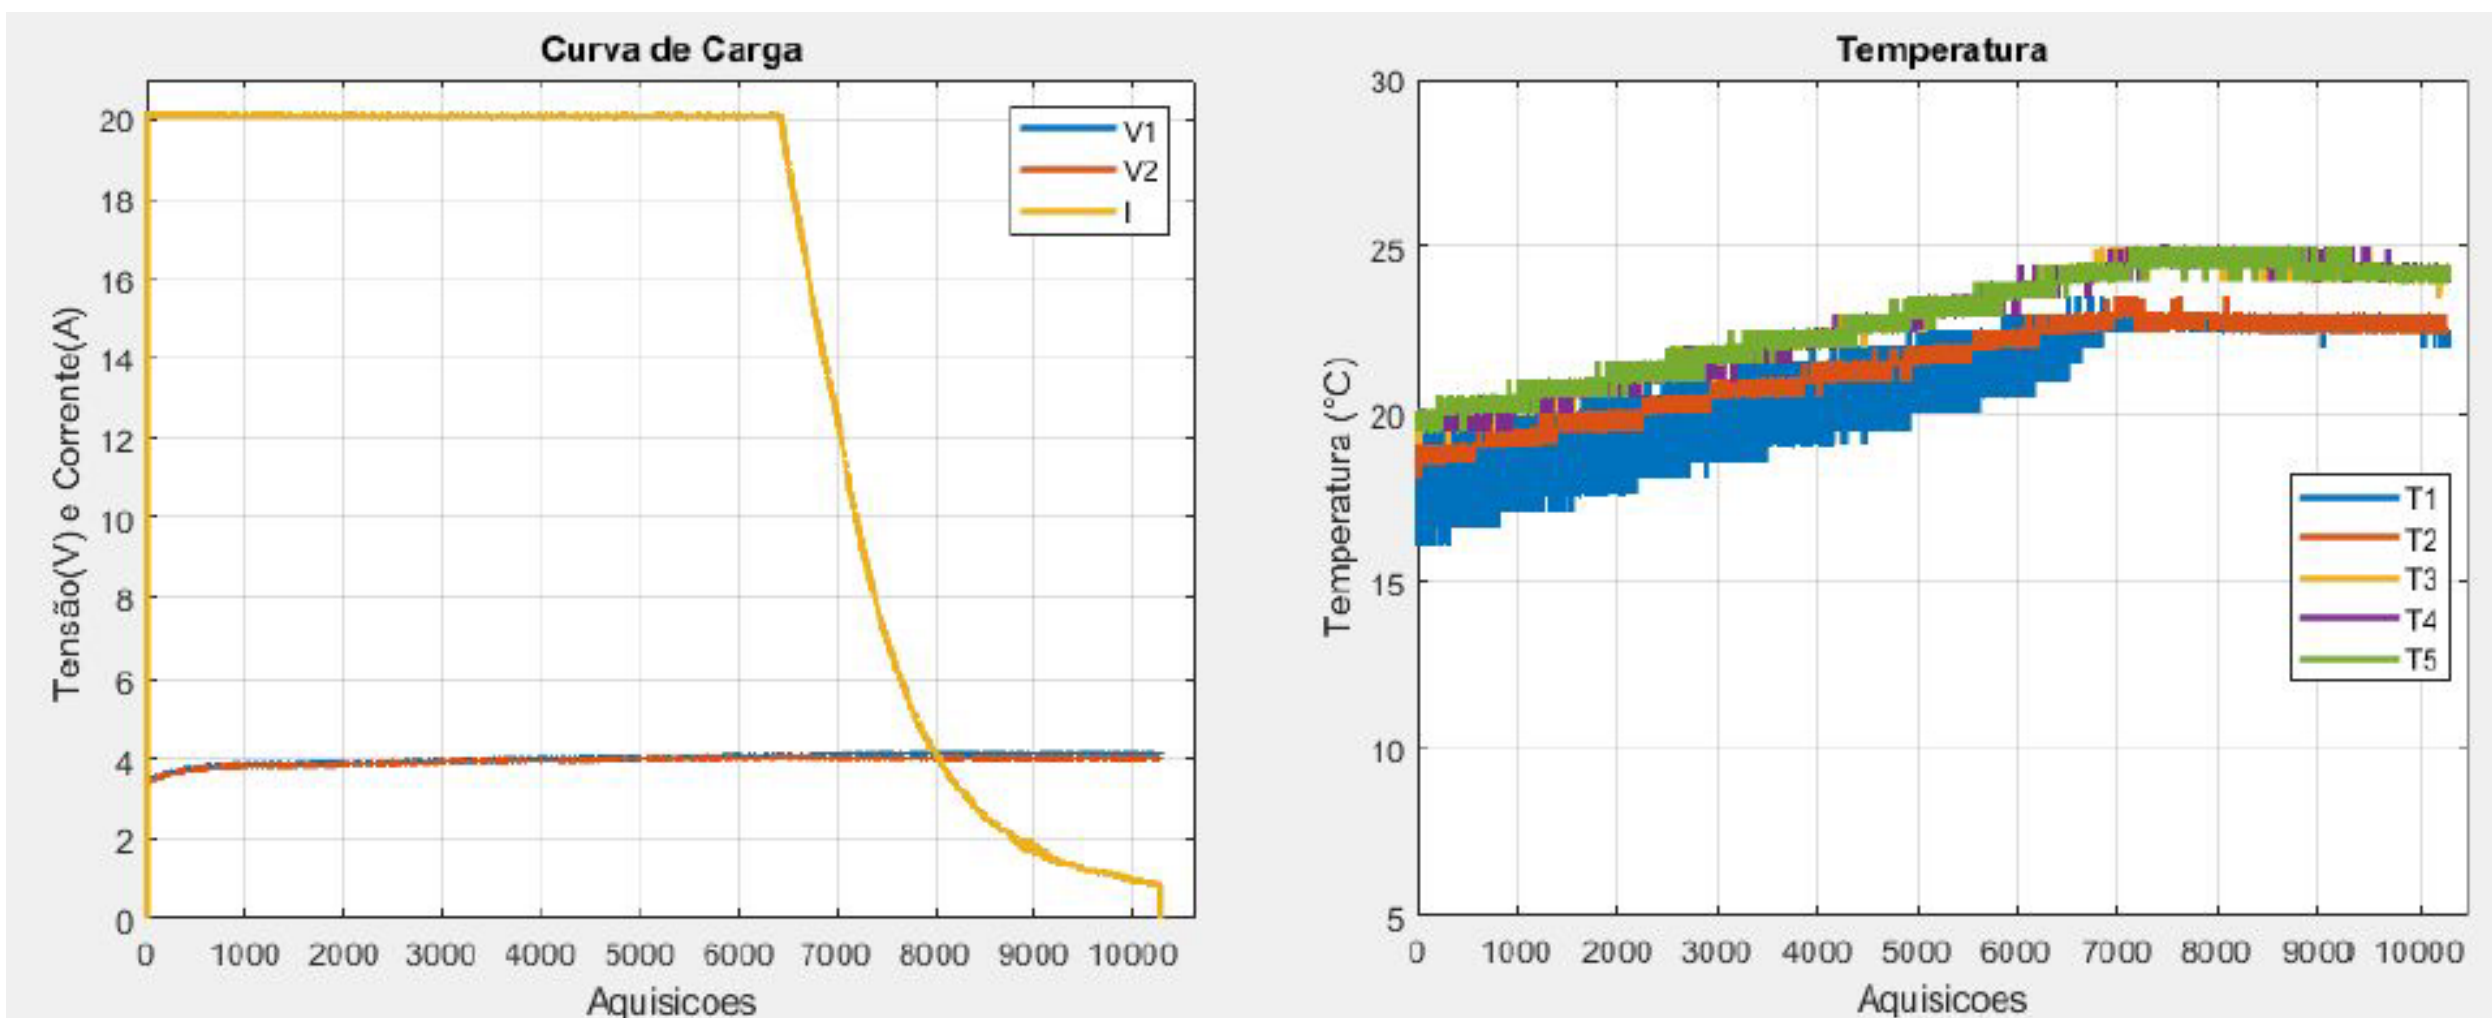 Curva de Carga
Tensão(V) e Corrente(A)
20
18
16
14
12
10
8
6
4
2
0
0 1000 2000 3000 4000 5000 6000 7000 8000 9000 10000
Aquisicoes
V1
V2
I
Temperatura
Temperatura (°C)
30
25
20
15
10
5
0 1000 2000 3000 4000 5000 6000 7000 8000 9000 10000
Aquisicoes
T1
T2
T3
T4
T5